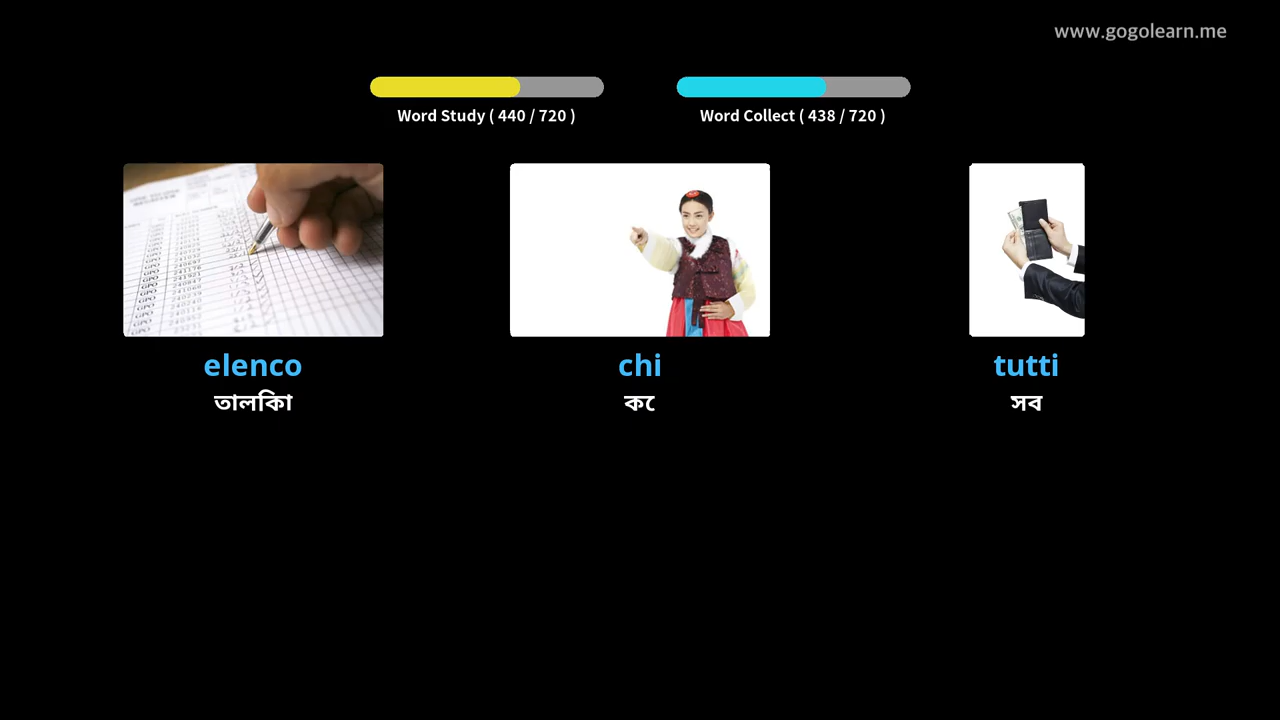 www.gogolearn.me
Word Study ( 440 / 720 )
Word Collect ( 438 / 720 )
elenco
chi
tutti
তালিকা
কে
সব